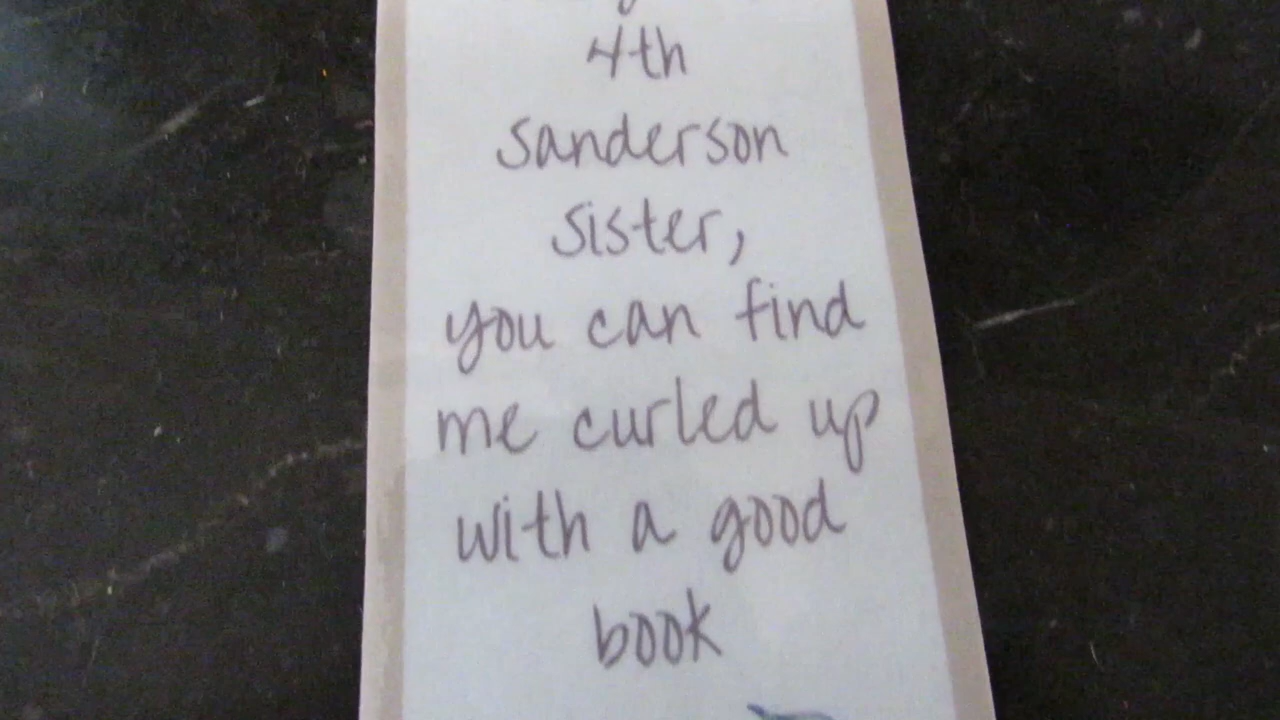 4th
sanderson
sister,
you can find
me curled up
with a good
book